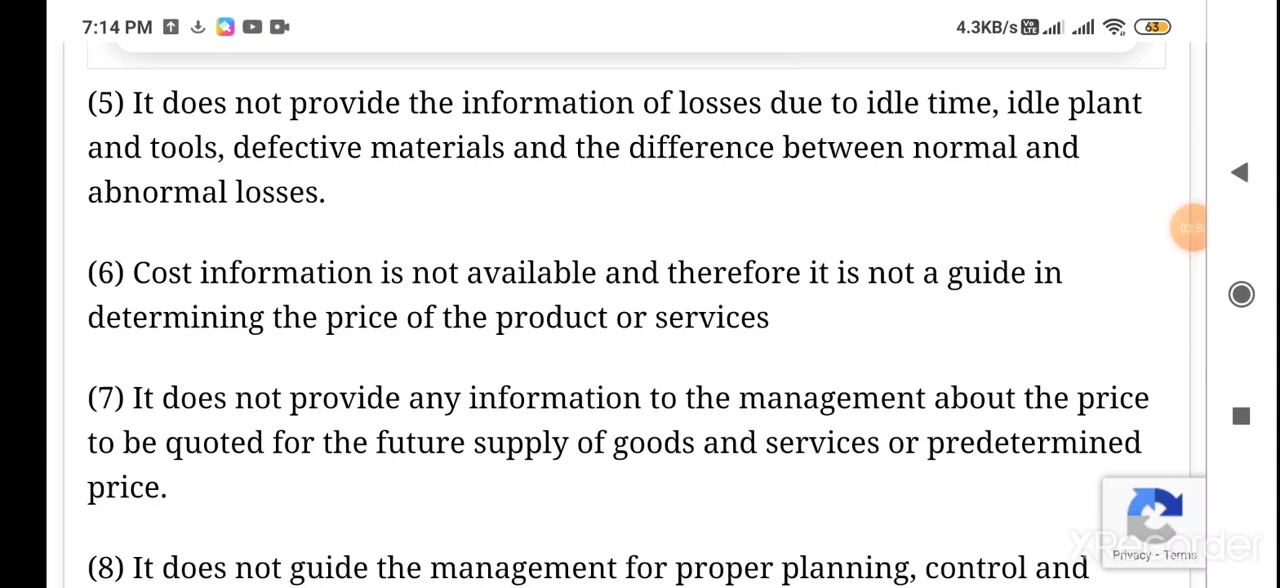 7:14 PM
4.3KB/s Vo LTE 63
(5) It does not provide the information of losses due to idle time, idle plant
and tools, defective materials and the difference between normal and
abnormal losses.
(6) Cost information is not available and therefore it is not a guide in
determining the price of the product or services
(7) It does not provide any information to the management about the price
to be quoted for the future supply of goods and services or predetermined
price.
(8) It does not guide the management for proper planning, control and
Privacy - Terms
XRecorder